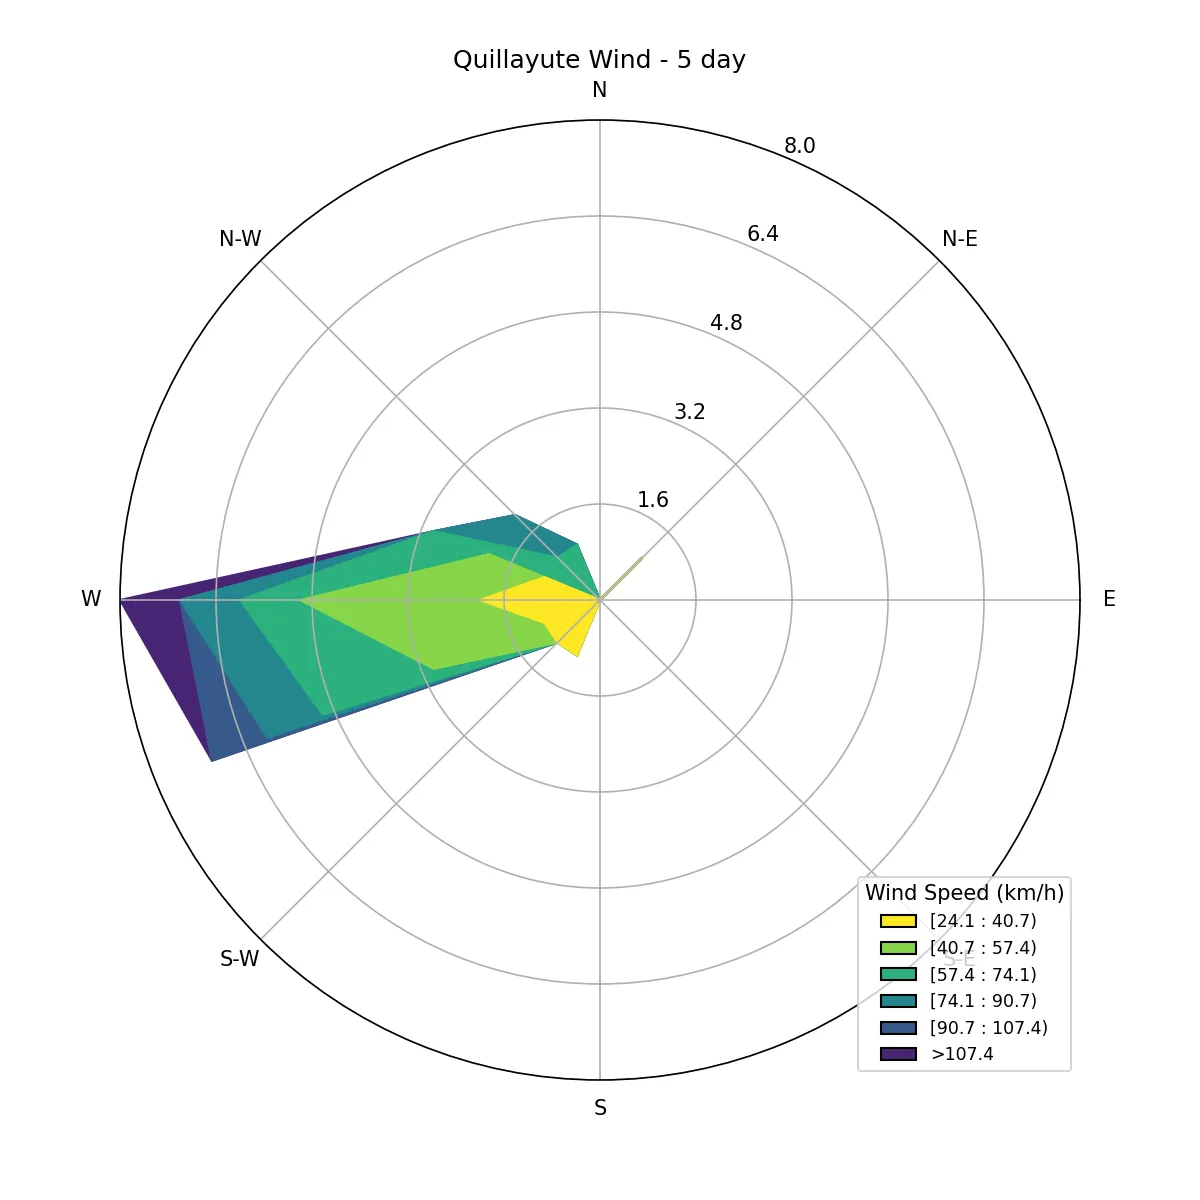 Quillayute Wind - 5 day
N
8.0
N-W
6.4
N-E
4.8
3.2
1.6
W
E
S-W
S-E
S
Wind Speed (km/h)
[24.1 : 40.7)
[40.7 : 57.4)
[57.4 : 74.1)
[74.1 : 90.7)
[90.7 : 107.4)
>107.4